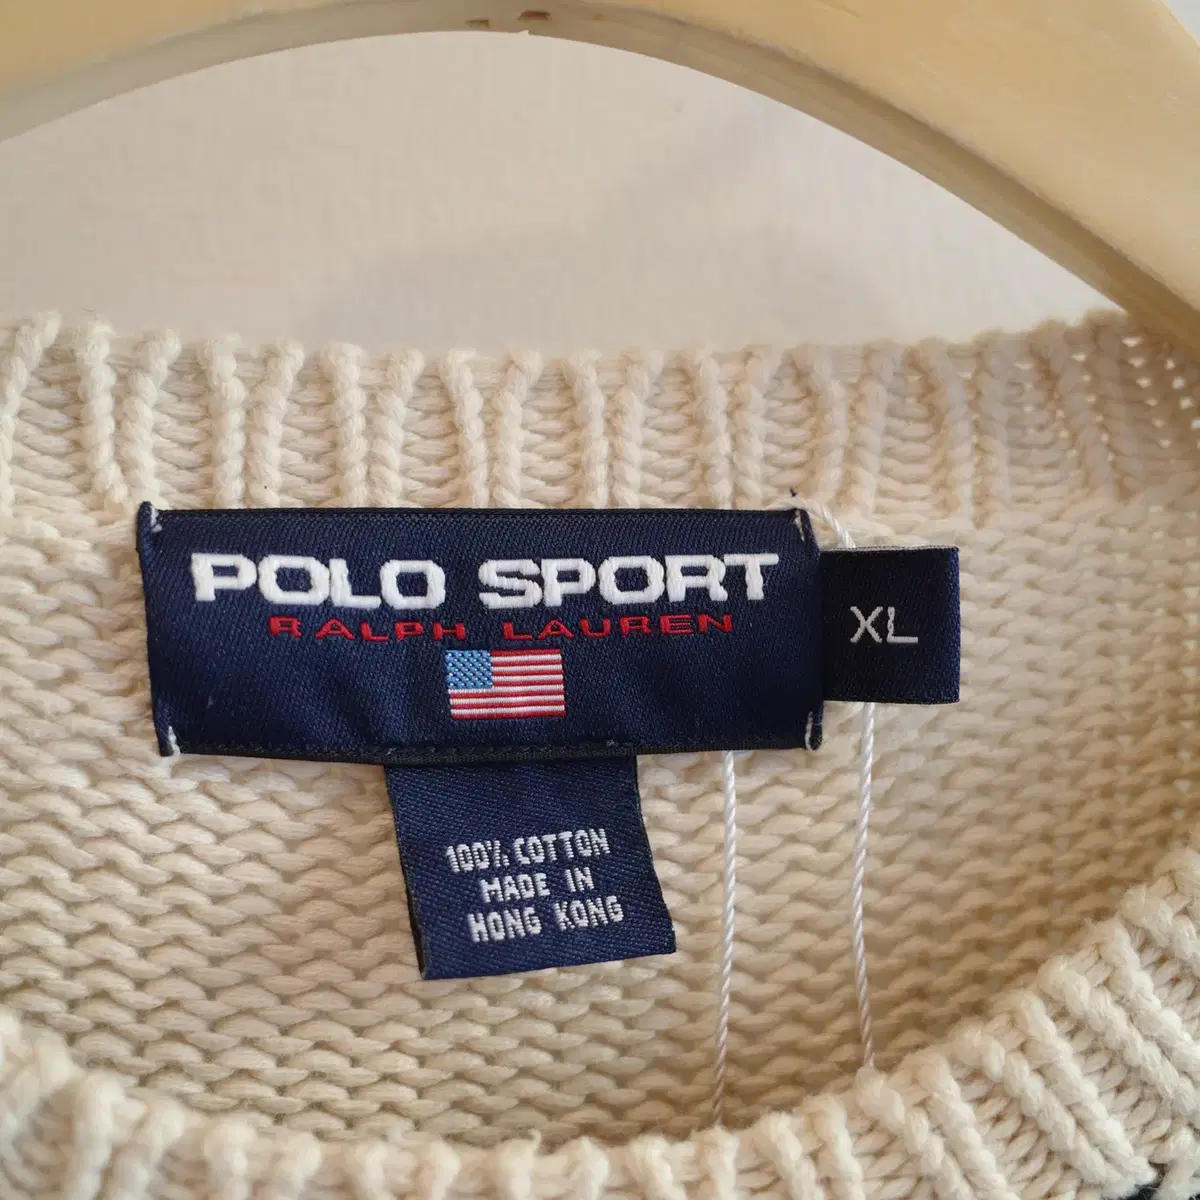 POLO SPORT
RALPH LAUREN
XL
100% COTTON
MADE IN
HONG KONG